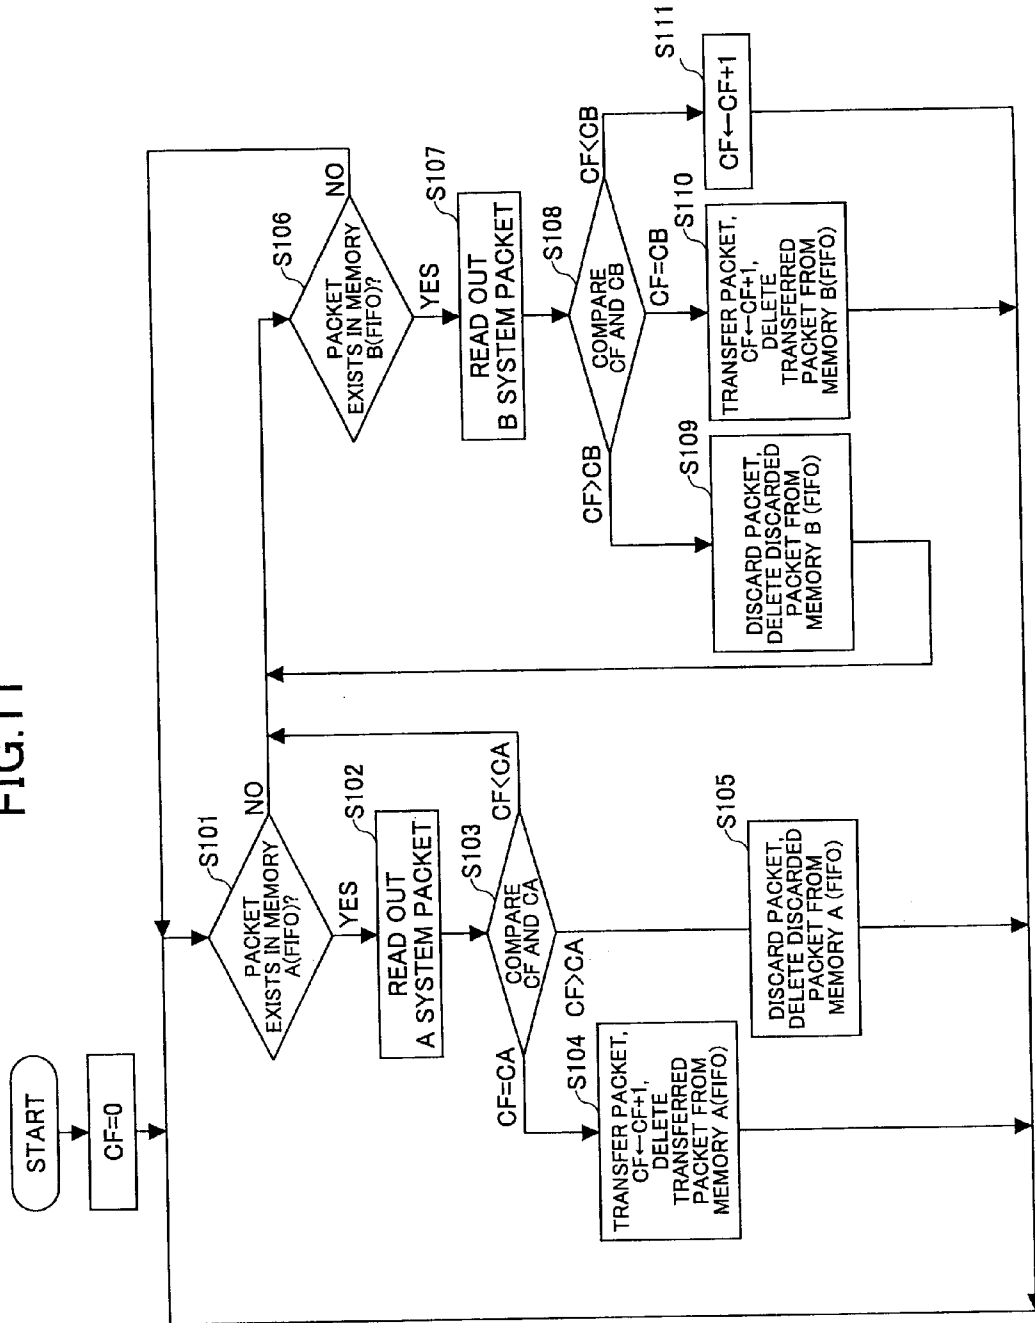 FIG.11
START
CF=0
S101
PACKET
EXISTS IN MEMORY
A(FIFO)?
NO
YES
S102
READ OUT
A SYSTEM PACKET
S103
COMPARE
CF AND CA
CF<CA
CF=CA
CF>CA
S104
TRANSFER PACKET,
CF←CF+1,
DELETE
TRANSFERRED
PACKET FROM
MEMORY A(FIFO)
S105
DISCARD PACKET,
DELETE DISCARDED
PACKET FROM
MEMORY A (FIFO)
S106
PACKET
EXISTS IN MEMORY
B(FIFO)?
NO
YES
S107
READ OUT
B SYSTEM PACKET
S108
COMPARE
CF AND CB
CF>CB
CF=CB
CF<CB
S109
DISCARD PACKET,
DELETE DISCARDED
PACKET FROM
MEMORY B (FIFO)
S110
TRANSFER PACKET,
CF←CF+1,
DELETE
TRANSFERRED
PACKET FROM
MEMORY B(FIFO)
S111
CF←CF+1